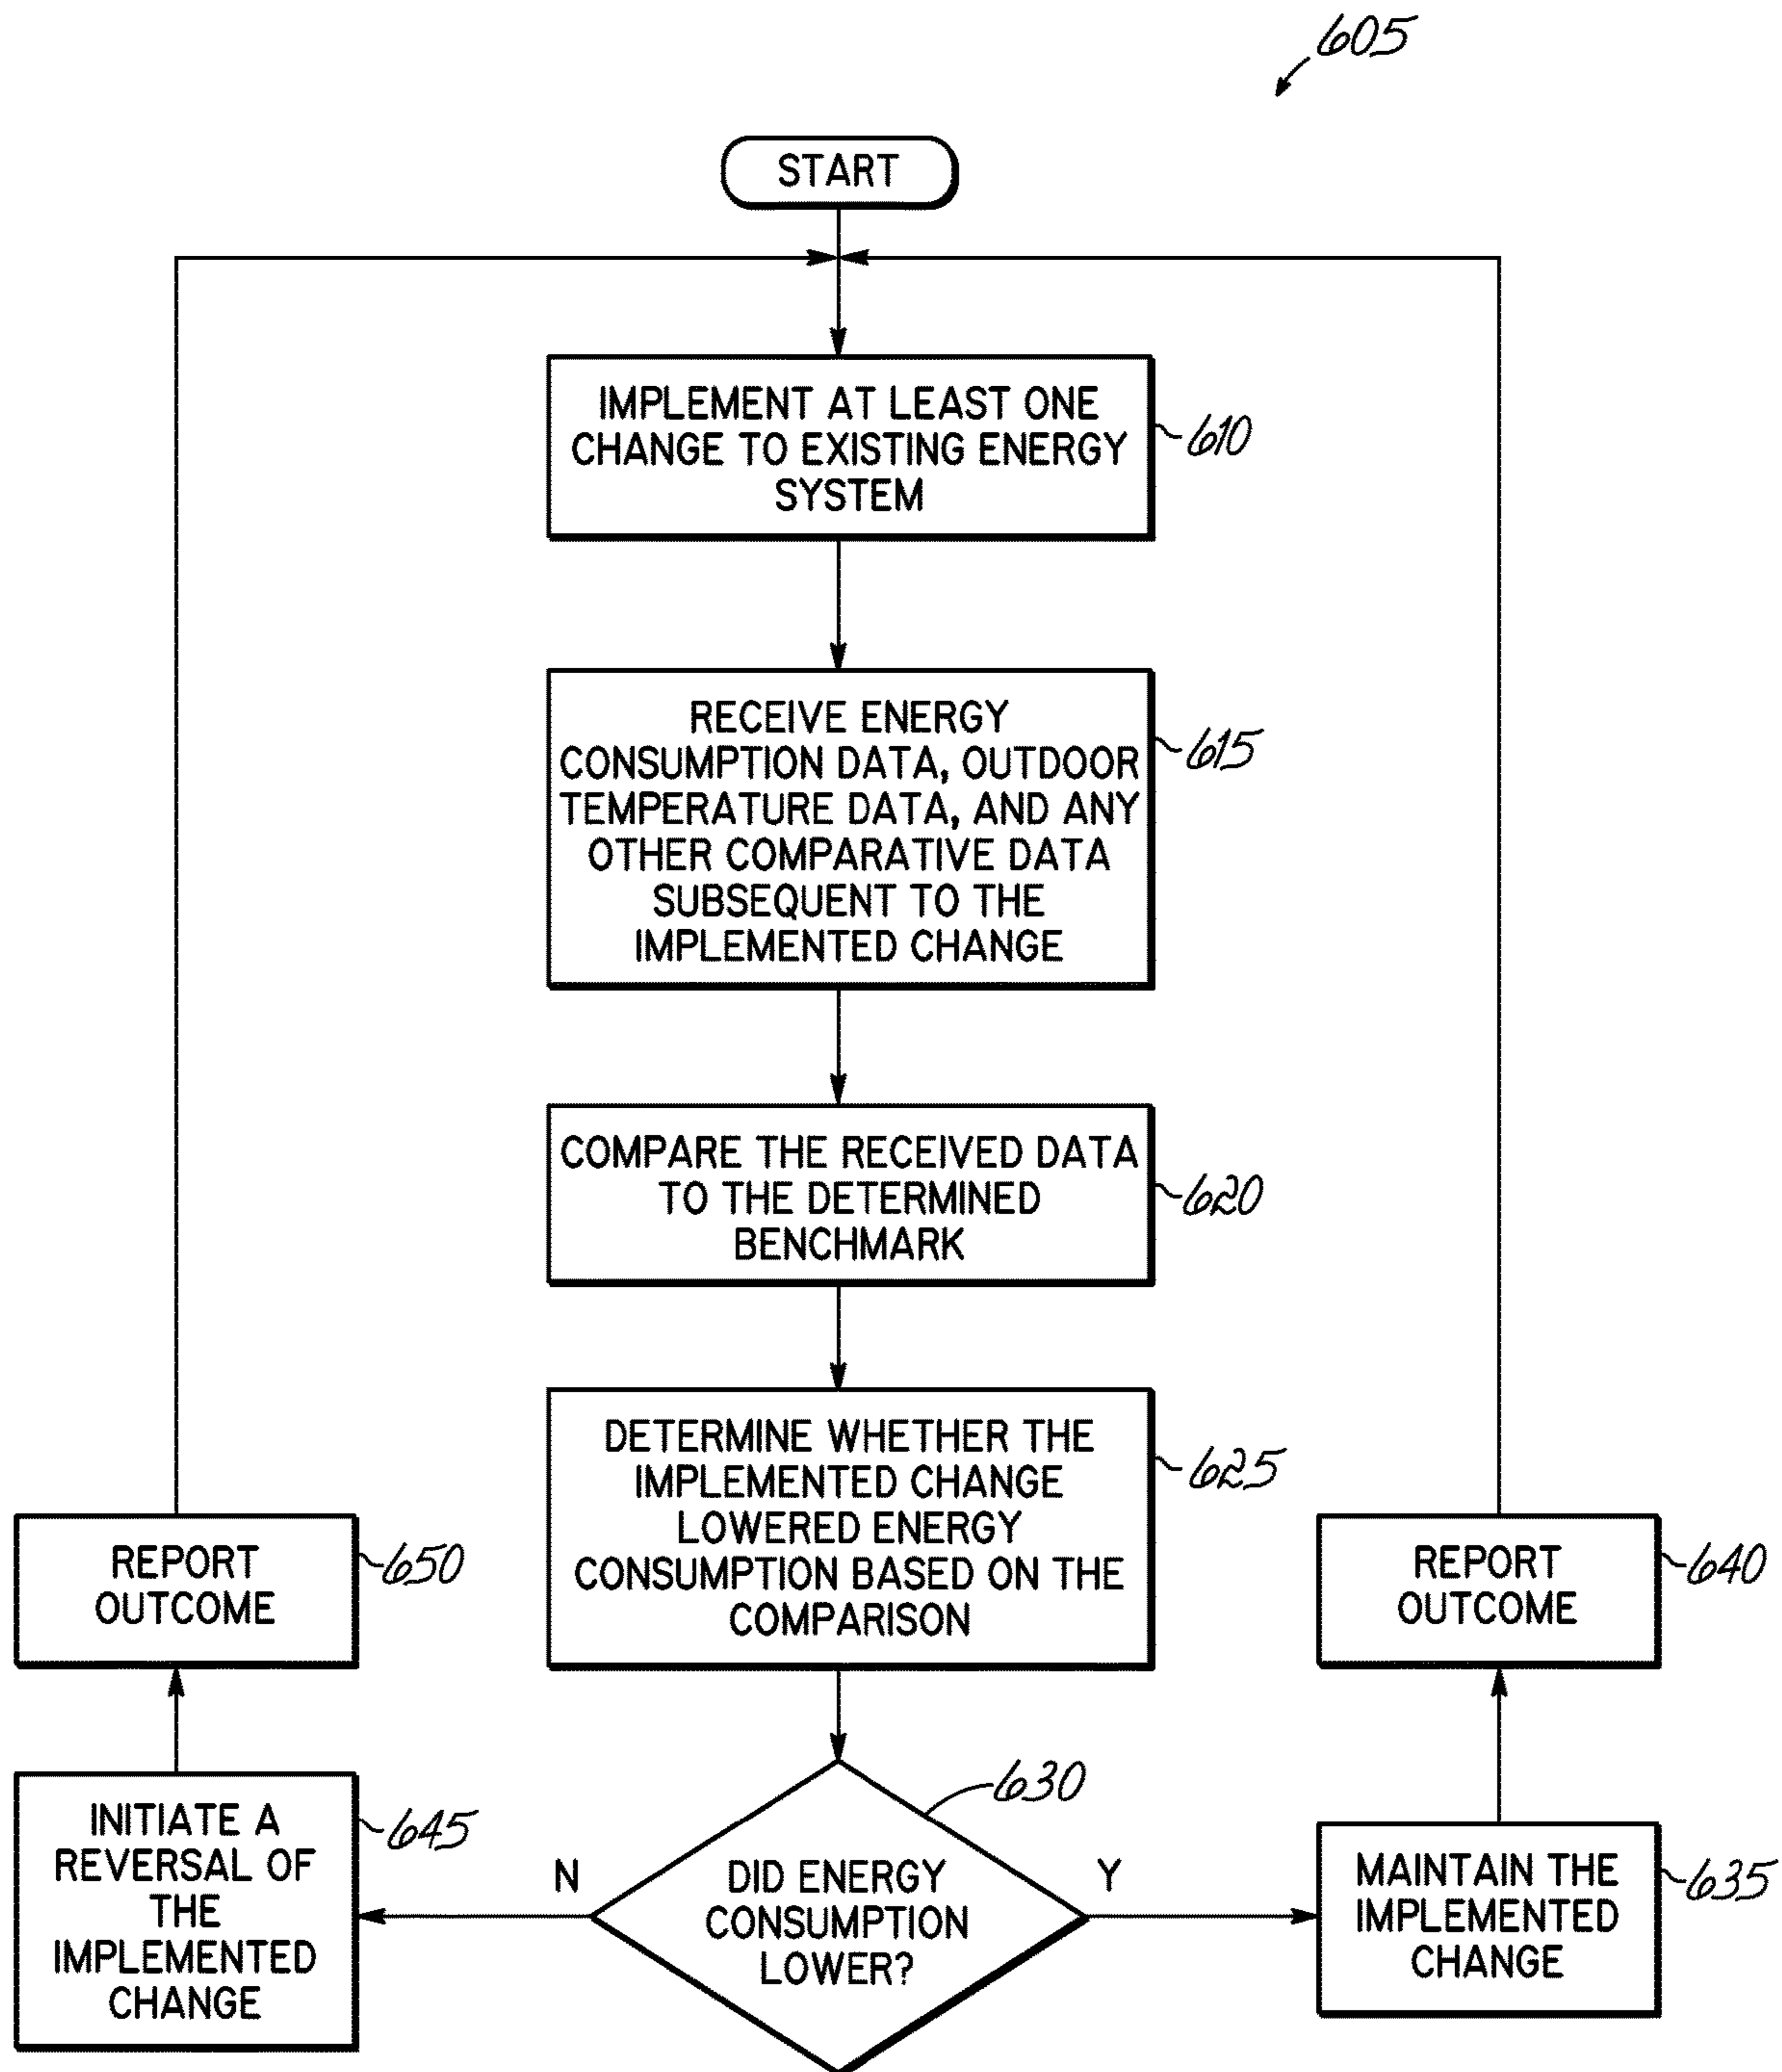 605
START
IMPLEMENT AT LEAST ONE
CHANGE TO EXISTING ENERGY
SYSTEM
610
RECEIVE ENERGY
CONSUMPTION DATA, OUTDOOR
TEMPERATURE DATA, AND ANY
OTHER COMPARATIVE DATA
SUBSEQUENT TO THE
IMPLEMENTED CHANGE
615
COMPARE THE RECEIVED DATA
TO THE DETERMINED
BENCHMARK
620
DETERMINE WHETHER THE
IMPLEMENTED CHANGE
LOWERED ENERGY
CONSUMPTION BASED ON THE
COMPARISON
625
REPORT
OUTCOME
650
REPORT
OUTCOME
640
INITIATE A
REVERSAL OF
THE
IMPLEMENTED
CHANGE
645
N
DID ENERGY
CONSUMPTION
LOWER?
630
Y
MAINTAIN THE
IMPLEMENTED
CHANGE
635